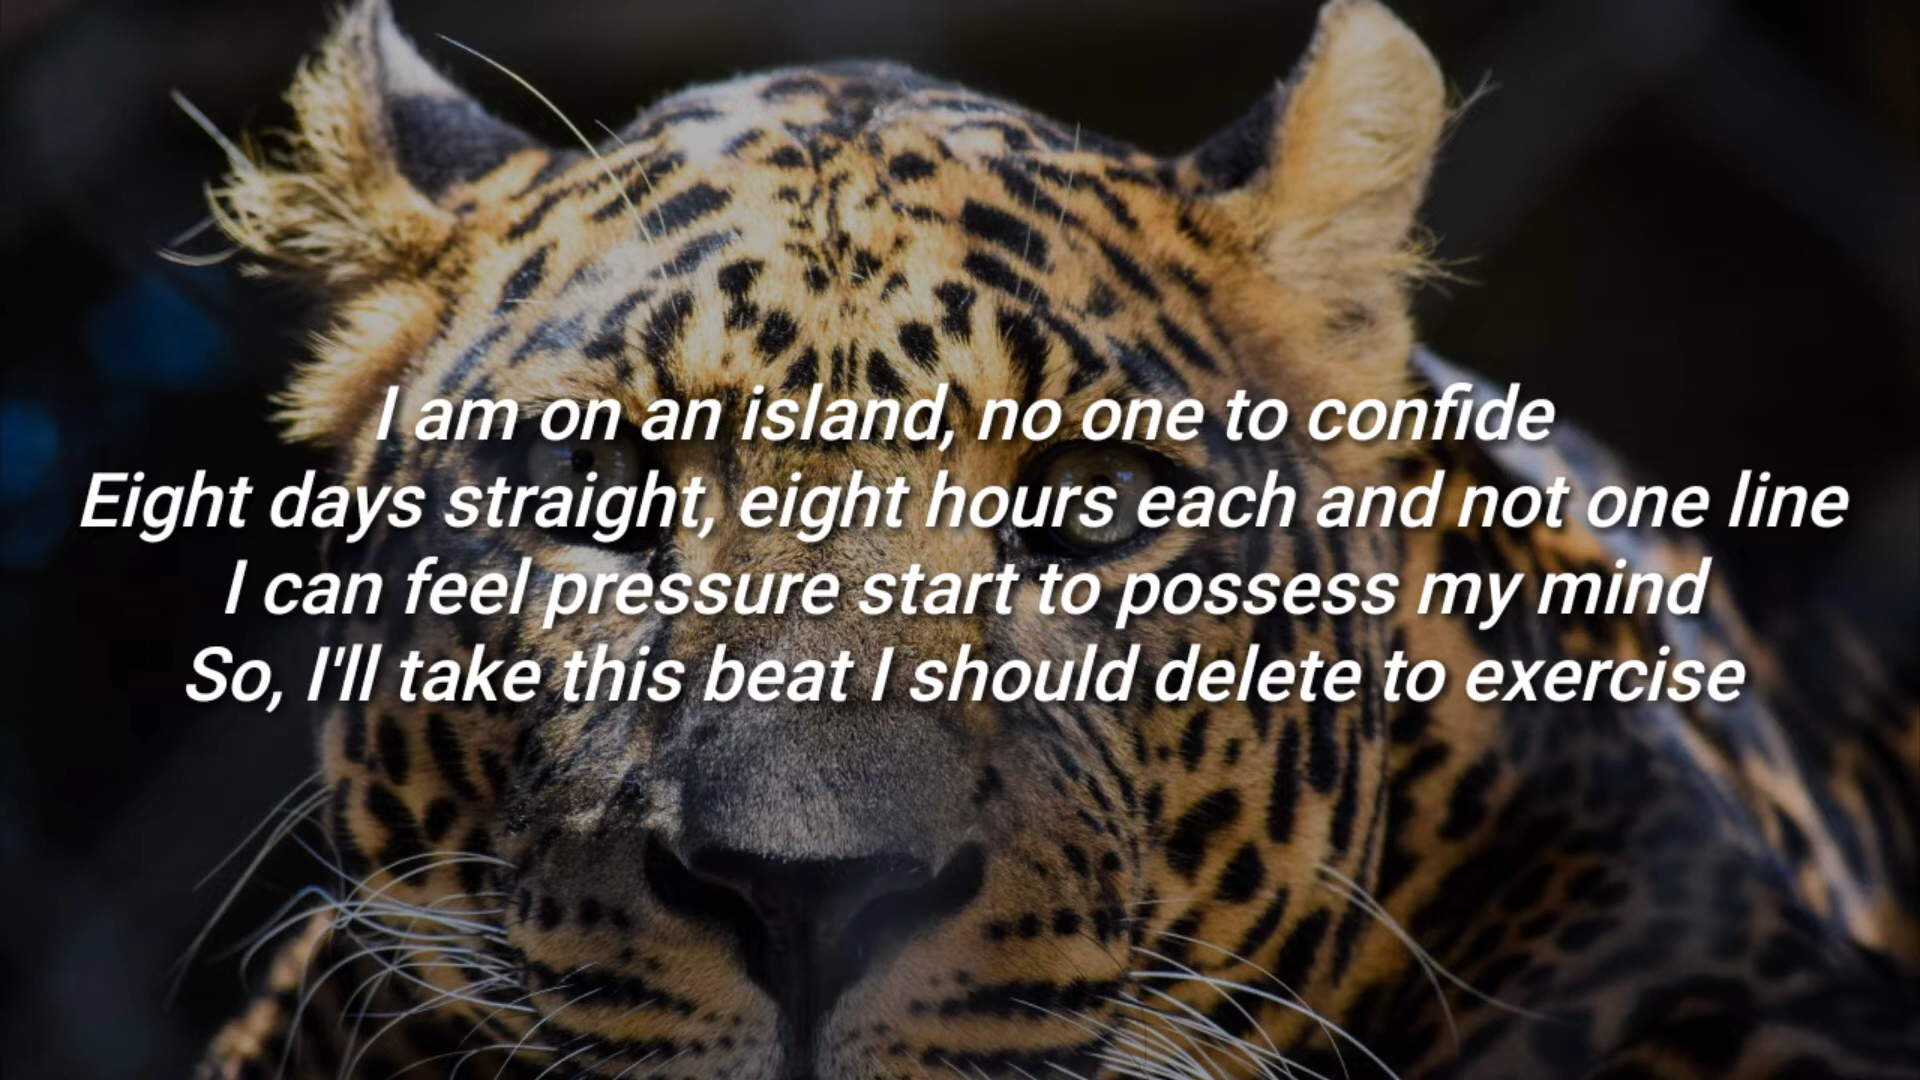 I am on an island, no one to confide
Eight days straight, eight hours each and not one line
I can feel pressure start to possess my mind
So, I'll take this beat I should delete to exercise